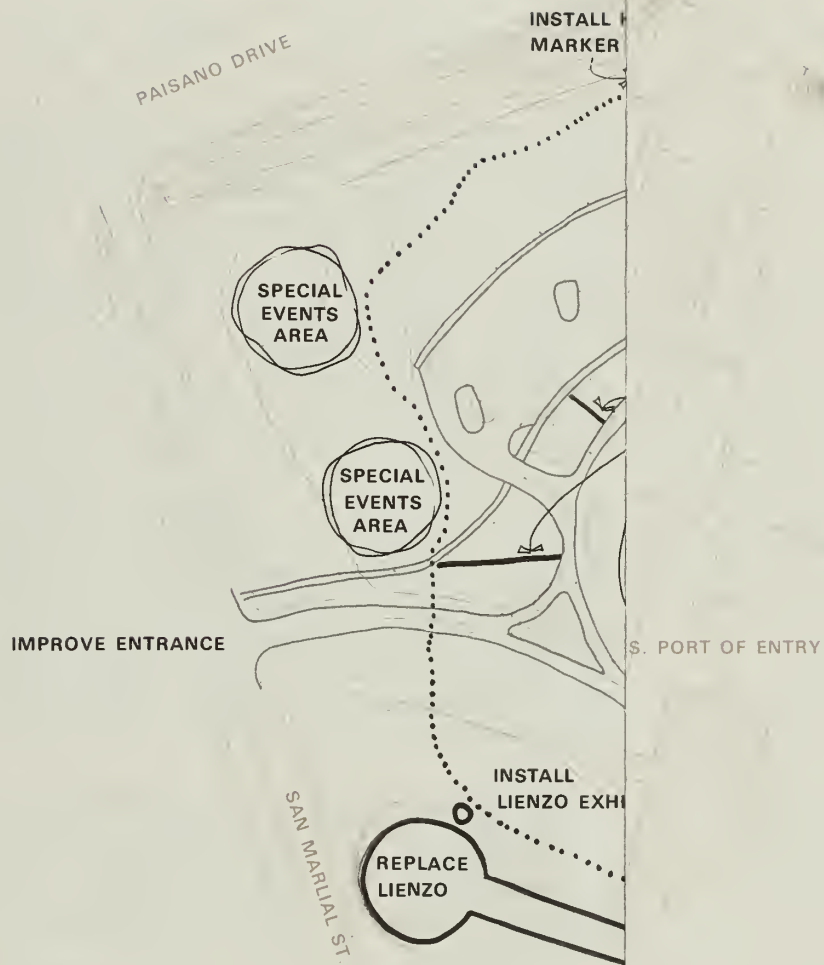 INSTALL
MARKER
PAISANO DRIVE
SPECIAL
EVENTS
AREA
SPECIAL
EVENTS
AREA
IMPROVE ENTRANCE
S. PORT OF ENTRY
INSTALL
LIENZO
SAN MARLIAL ST.
REPLACE
LIENZO